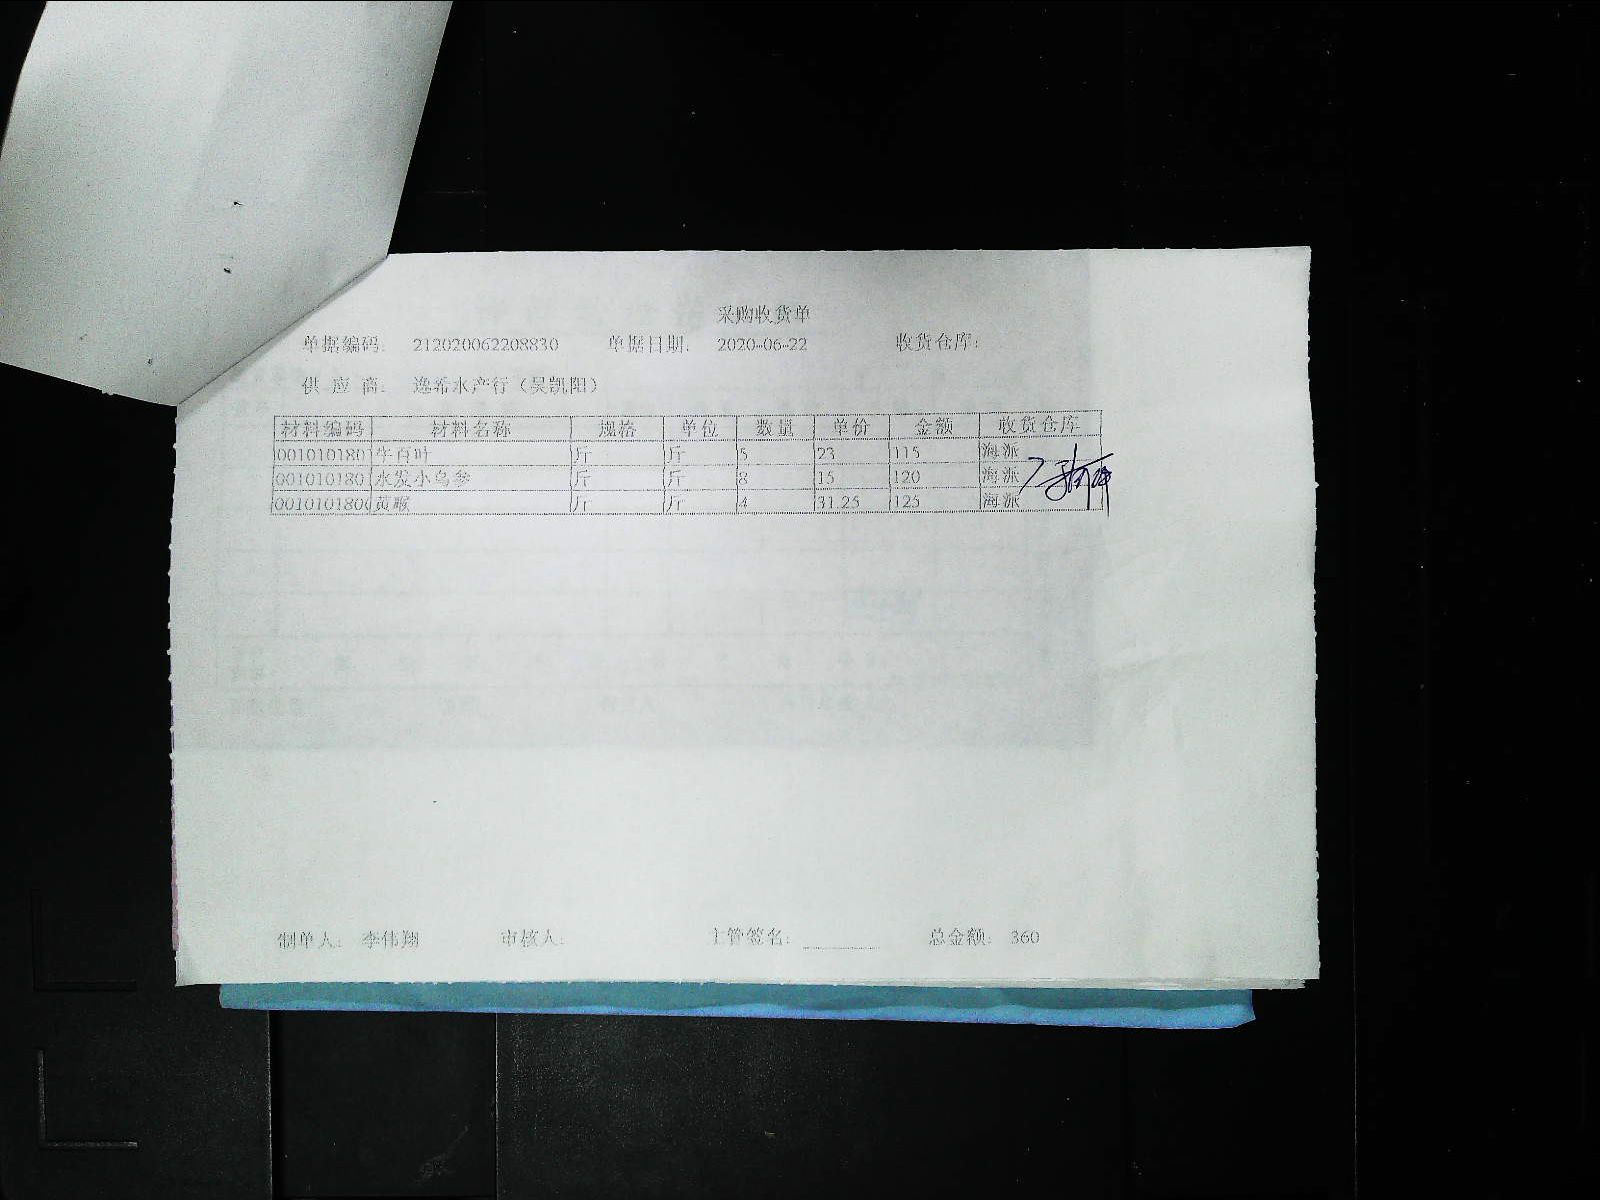 采购收货单
单据编码: 212020062208830 单据日期: 2020-06-22 收货仓库:
供 应 商: 逸希水产行（吴凯阳）
材料编码 材料名称 规格 单位 数量 单价 金额 收货仓库
001010180 牛百叶 斤 斤 5 23 115 海派
001010180 水发小乌参 斤 斤 8 15 120 海派
0010101800 黄喉 斤 斤 4 31.25 125 海派
制单人: 李伟翔 审核人: 主管签名: 总金额: 360